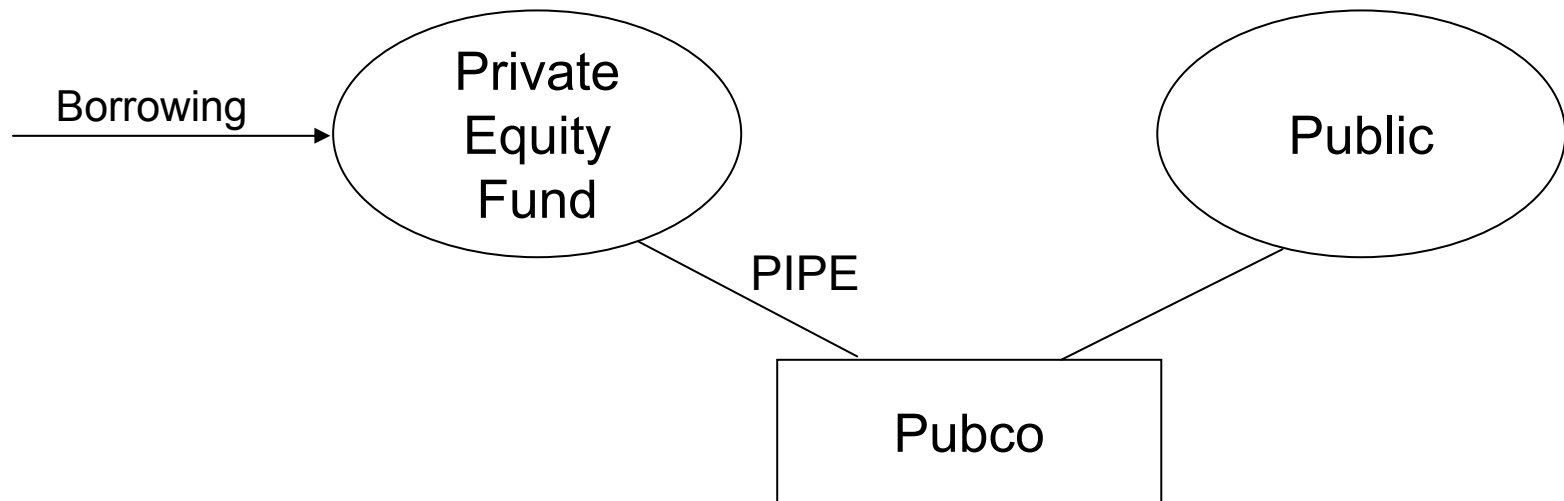 Borrowing
Private
Equity
Fund
Public
PIPE
Pubco